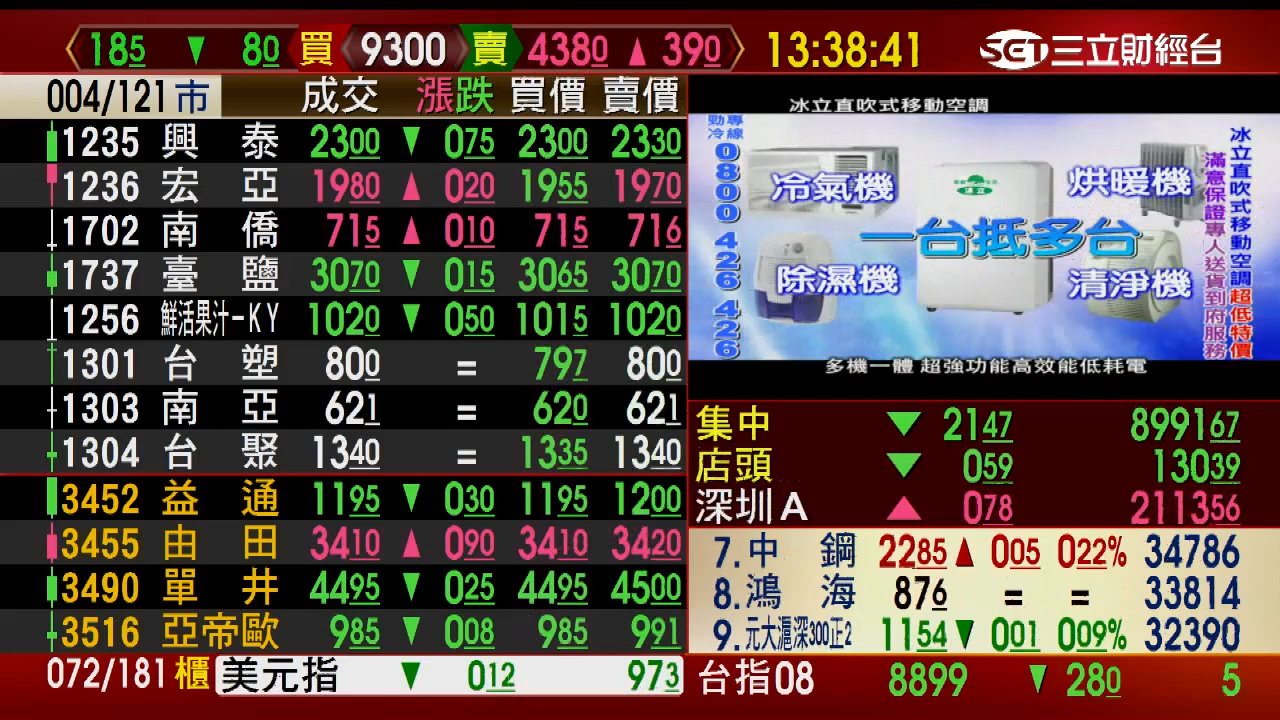 185 ▼ 80 買 9300 賣 4380 ▲ 390 13:38:41 SET三立財經台
004/121 市 成交 漲跌 買價 賣價
1235 興泰 2300 ▼ 075 2300 2330
1236 宏亞 1980 ▲ 020 1955 1970
1702 南僑 715 ▲ 010 715 716
1737 臺鹽 3070 ▼ 015 3065 3070
1256 鮮活果汁-KY 1020 ▼ 050 1015 1020
1301 台塑 800 = 797 800
1303 南亞 621 = 620 621
1304 台聚 1340 = 1335 1340
3452 益通 1195 ▼ 030 1195 1200
3455 由田 3410 ▲ 090 3410 3420
3490 單井 4495 ▼ 025 4495 4500
3516 亞帝歐 985 ▼ 008 985 991
072/181 櫃 美元指 ▼ 012 973
冰立直吹式移動空調
勁專
冷線
0800 426 426
冷氣機
烘暖機
冰立
一台抵多台
除濕機
清淨機
冰立直吹式移動空調超低特價
滿意保證專人送貨到府服務
多機一體 超強功能高效能低耗電
集中 ▼ 2147 899167
店頭 ▼ 059 13039
深圳A ▲ 078 211356
7.中鋼 2285 ▲ 005 022% 34786
8.鴻海 876 = = 33814
9.元大滬深300正2 1154 ▼ 001 009% 32390
台指08 8899 ▼ 280 5